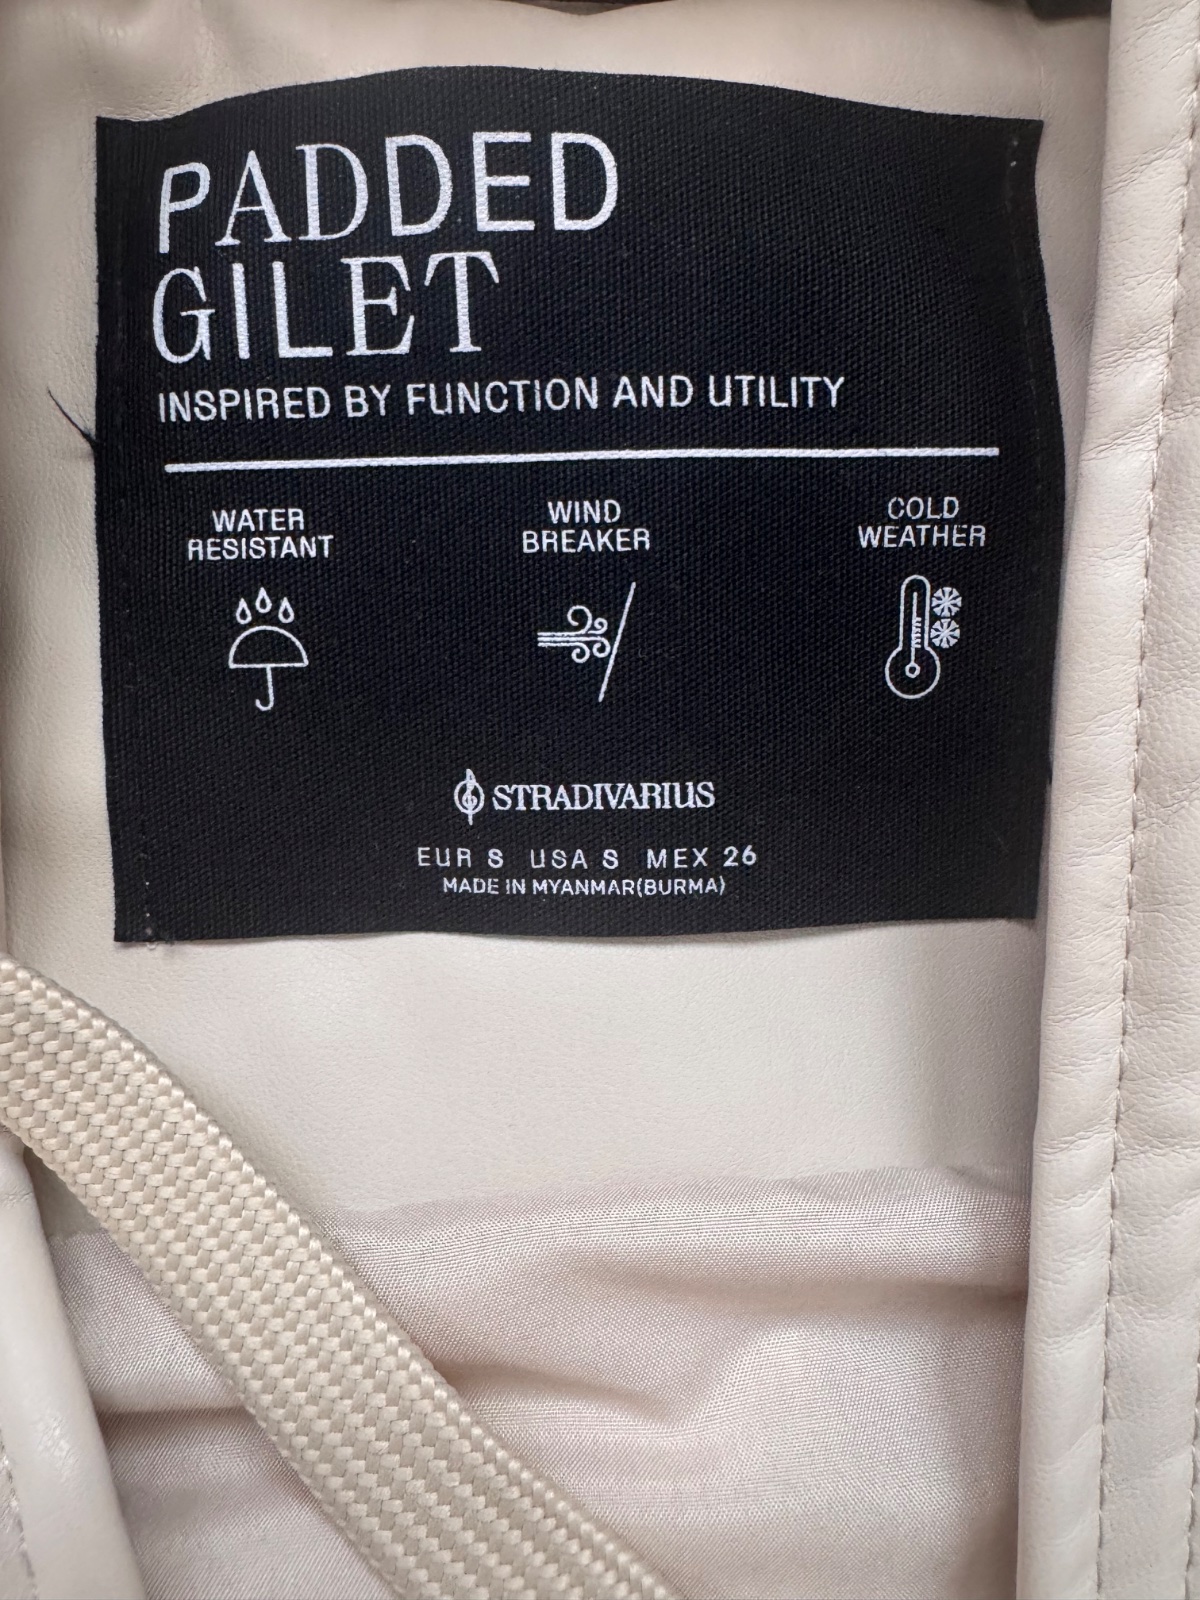 PADDED
GILET
INSPIRED BY FUNCTION AND UTILITY
WATER
RESISTANT
WIND
BREAKER
COLD
WEATHER
STRADIVARIUS
EUR S USA S MEX 26
MADE IN MYANMAR(BURMA)